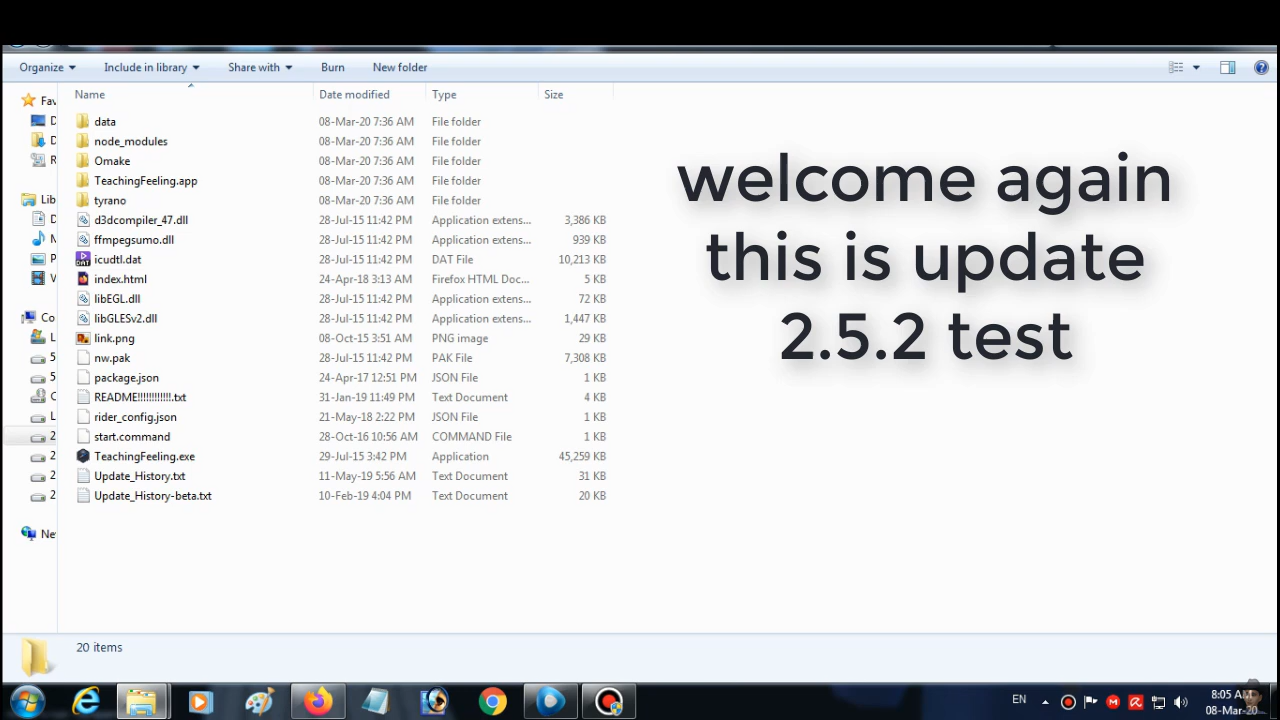 Organize Include in library Share with Burn New folder
Name Date modified Type Size
data 08-Mar-20 7:36 AM File folder
node_modules 08-Mar-20 7:36 AM File folder
Omake 08-Mar-20 7:36 AM File folder
TeachingFeeling.app 08-Mar-20 7:36 AM File folder
tyrano 08-Mar-20 7:36 AM File folder
d3dcompiler_47.dll 28-Jul-15 11:42 PM Application extens... 3,386 KB
ffmpegsumo.dll 28-Jul-15 11:42 PM Application extens... 939 KB
icudtl.dat 28-Jul-15 11:42 PM DAT File 10,213 KB
index.html 24-Apr-18 3:13 AM Firefox HTML Doc... 5 KB
libEGL.dll 28-Jul-15 11:42 PM Application extens... 72 KB
libGLESv2.dll 28-Jul-15 11:42 PM Application extens... 1,447 KB
link.png 08-Oct-15 3:51 AM PNG image 29 KB
nw.pak 28-Jul-15 11:42 PM PAK File 7,308 KB
package.json 24-Apr-17 12:51 PM JSON File 1 KB
README!!!!!!!!!!!!.txt 31-Jan-19 11:49 PM Text Document 4 KB
rider_config.json 21-May-18 2:22 PM JSON File 1 KB
start.command 28-Oct-16 10:56 AM COMMAND File 1 KB
TeachingFeeling.exe 29-Jul-15 3:42 PM Application 45,259 KB
Update_History.txt 11-May-19 5:56 AM Text Document 31 KB
Update_History-beta.txt 10-Feb-19 4:04 PM Text Document 20 KB
welcome again
this is update
2.5.2 test
Fav
D
D
R
Lib
D
M
P
V
Co
L
5
5
C
L
2
2
2
2
Ne
20 items
EN
8:05 AM
08-Mar-20